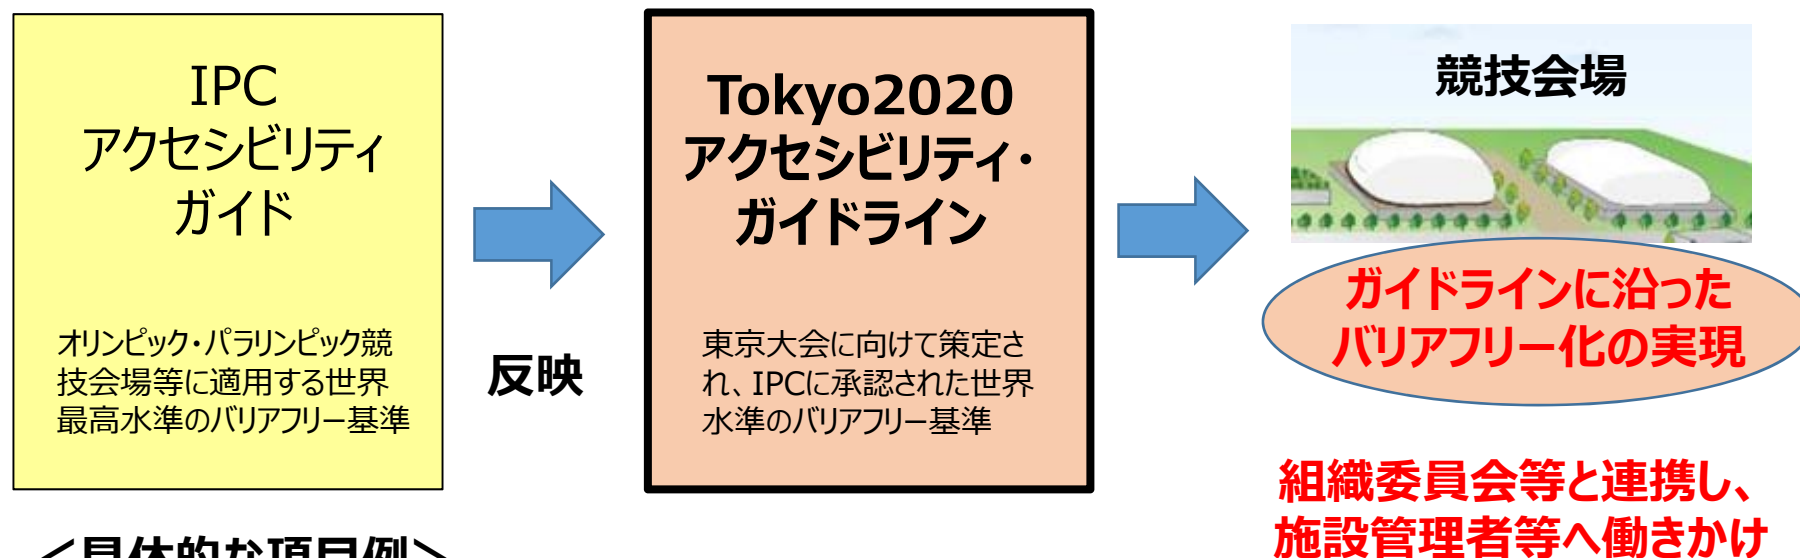 IPC
アクセシビリティ
ガイド
オリンピック・パラリンピック競
技会場等に適用する世界
最高水準のバリアフリー基準
反映
Tokyo2020
アクセシビリティ・
ガイドライン
東京大会に向けて策定さ
れ、IPCに承認された世界
水準のバリアフリー基準
競技会場
ガイドラインに沿った
バリアフリー化の実現
組織委員会等と連携し、
施設管理者等へ働きかけ
＜具体的な項目例＞